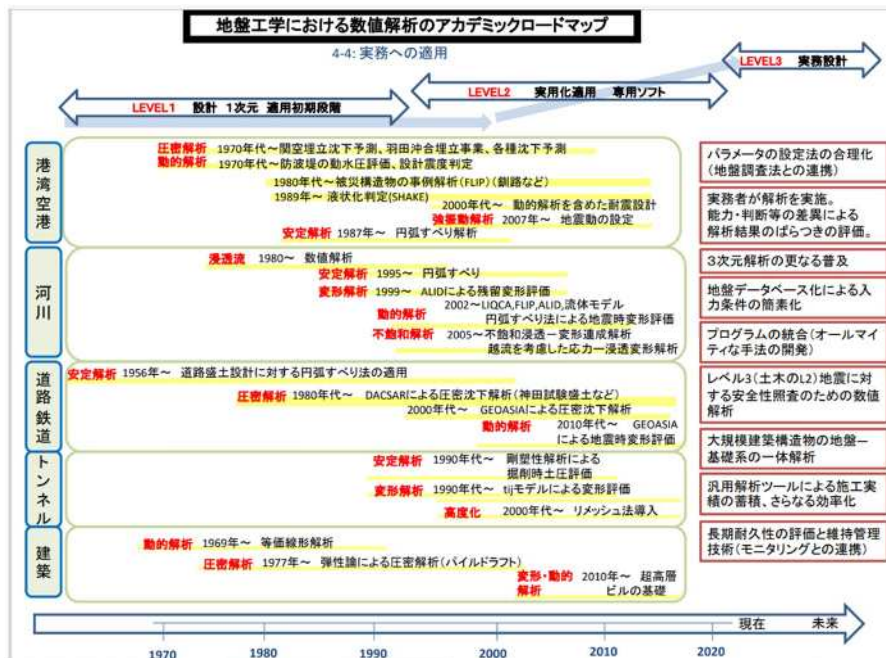 地盤工学における数値解析のアカデミックロードマップ
4-4: 実務への適用
LEVEL3 実務設計
LEVEL2 実用化適用 専用ソフト
LEVEL1 設計 1次元 適用初期段階
港湾空港
圧密解析 1970年代～関空埋立沈下予測、羽田沖合埋立事業、各種沈下予測
動的解析 1970年代～防波堤の動水圧評価、設計震度判定
1980年代～被災構造物の事例解析(FLIP)(釧路など)
1989年～ 液状化判定(SHAKE)
2000年代～ 動的解析を含めた耐震設計
強振動解析 2007年～ 地震動の設定
安定解析 1987年～ 円弧すべり解析
河川
浸透流 1980～ 数値解析
安定解析 1995～ 円弧すべり
変形解析 1999～ ALIDによる残留変形評価
動的解析 2002～LIQCA,FLIP,ALID,流体モデル
円弧すべり法による地震時変形評価
不飽和解析 2005～不飽和浸透－変形連成解析
越流を考慮した応力ー浸透変形解析
道路鉄道
安定解析 1956年～ 道路盛土設計に対する円弧すべり法の適用
圧密解析 1980年代～ DACSARによる圧密沈下解析(神田試験盛土など)
2000年代～ GEOASIAによる圧密沈下解析
動的解析 2010年代～ GEOASIA
による地震時変形評価
トンネル
安定解析 1990年代～ 剛塑性解析による
掘削時土圧評価
変形解析 1990年代～ tijモデルによる変形評価
高度化 2000年代～ リメッシュ法導入
建築
動的解析 1969年～ 等価線形解析
圧密解析 1977年～ 弾性論による圧密解析(パイルドラフト)
変形・動的 2010年～ 超高層
解析 ビルの基礎
パラメータの設定法の合理化
(地盤調査法との連携)
実務者が解析を実施。
能力・判断等の差異による
解析結果のばらつきの評価。
３次元解析の更なる普及
地盤データベース化による入
力条件の簡素化
プログラムの統合(オールマイ
ティな手法の開発)
レベル3(土木のL2)地震に対
する安全性照査のための数値
解析
大規模建築構造物の地盤ー
基礎系の一体解析
汎用解析ツールによる施工実
績の蓄積、さらなる効率化
長期耐久性の評価と維持管理
技術(モニタリングとの連携)
現在 未来
1970 1980 1990 2000 2010 2020